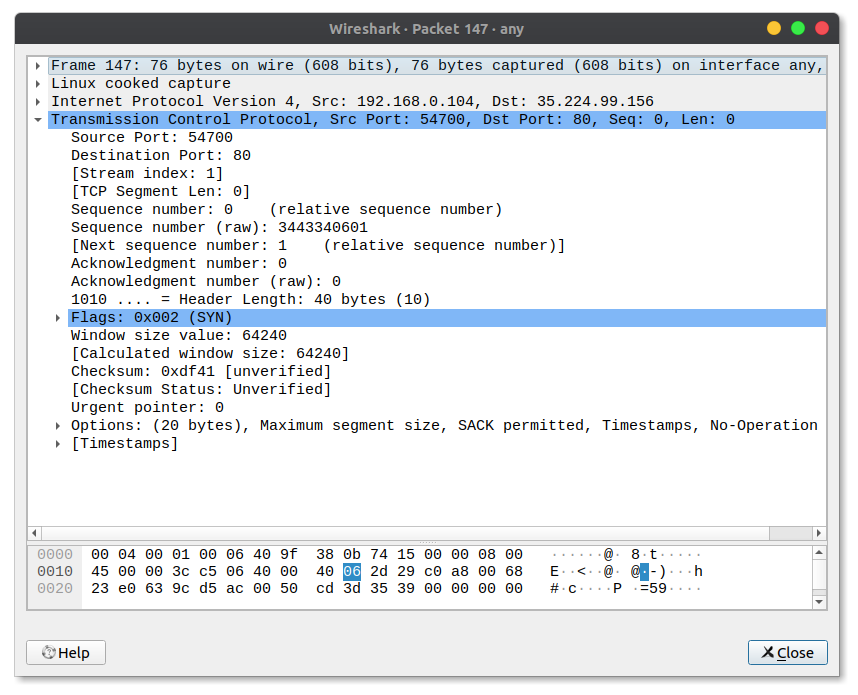 Wireshark · Packet 147 · any
Frame 147: 76 bytes on wire (608 bits), 76 bytes captured (608 bits) on interface any,
Linux cooked capture
Internet Protocol Version 4, Src: 192.168.0.104, Dst: 35.224.99.156
Transmission Control Protocol, Src Port: 54700, Dst Port: 80, Seq: 0, Len: 0
Source Port: 54700
Destination Port: 80
[Stream index: 1]
[TCP Segment Len: 0]
Sequence number: 0    (relative sequence number)
Sequence number (raw): 3443340601
[Next sequence number: 1    (relative sequence number)]
Acknowledgment number: 0
Acknowledgment number (raw): 0
1010 .... = Header Length: 40 bytes (10)
Flags: 0x002 (SYN)
Window size value: 64240
[Calculated window size: 64240]
Checksum: 0xdf41 [unverified]
[Checksum Status: Unverified]
Urgent pointer: 0
Options: (20 bytes), Maximum segment size, SACK permitted, Timestamps, No-Operation
[Timestamps]
0000  00 04 00 01 00 06 40 9f  38 0b 74 15 00 00 08 00  ······@· 8·t·····
0010  45 00 00 3c c5 06 40 00  40 06 2d 29 c0 a8 00 68  E··<··@· @·-)···h
0020  23 e0 63 9c d5 ac 00 50  cd 3d 35 39 00 00 00 00  #·c····P ·=59····
Help
Close